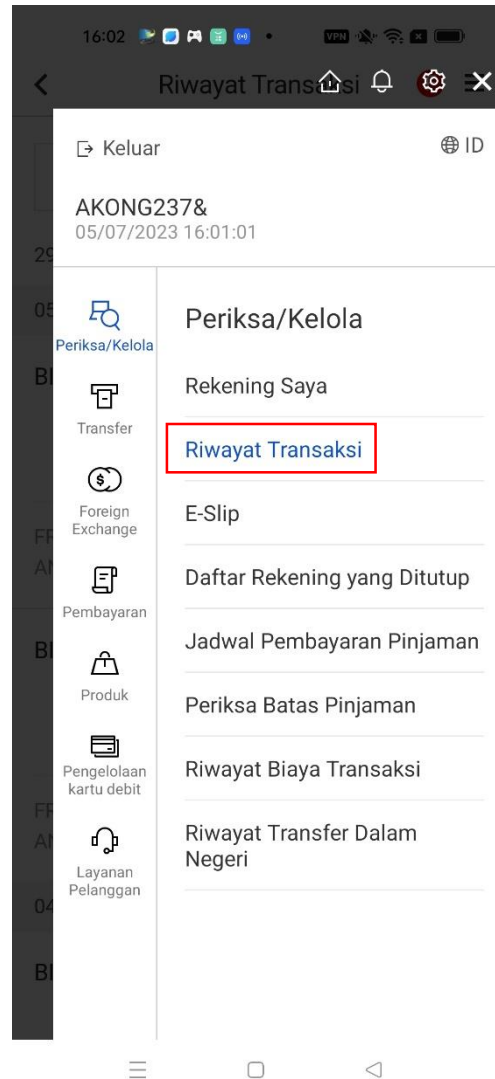 16:02
VPN
Riwayat Transaksi
Keluar
ID
AKONG237&
05/07/2023 16:01:01
Periksa/Kelola
Transfer
Foreign
Exchange
Pembayaran
Produk
Pengelolaan
kartu debit
Layanan
Pelanggan
Periksa/Kelola
Rekening Saya
Riwayat Transaksi
E-Slip
Daftar Rekening yang Ditutup
Jadwal Pembayaran Pinjaman
Periksa Batas Pinjaman
Riwayat Biaya Transaksi
Riwayat Transfer Dalam
Negeri